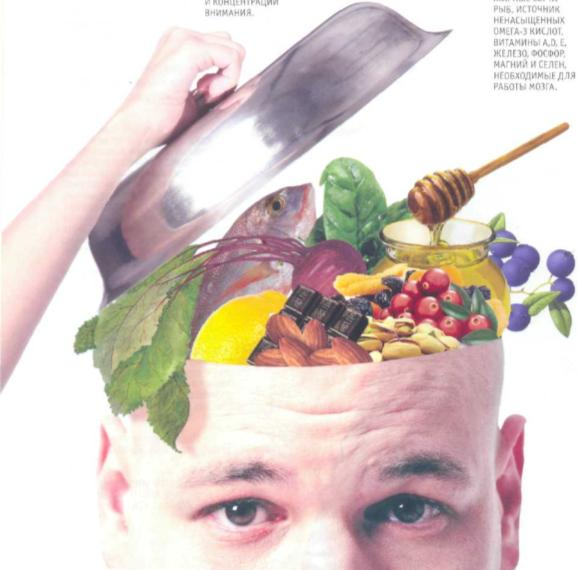 И КОНЦЕНТРАЦИИ
ВНИМАНИЯ.
РЫБ, ИСТОЧНИК
НЕНАСЫЩЕННЫХ
ОМЕГА-3 КИСЛОТ,
ВИТАМИНЫ A,D, E,
ЖЕЛЕЗО, ФОСФОР,
МАГНИЙ И СЕЛЕН,
НЕОБХОДИМЫЕ ДЛЯ
РАБОТЫ МОЗГА.